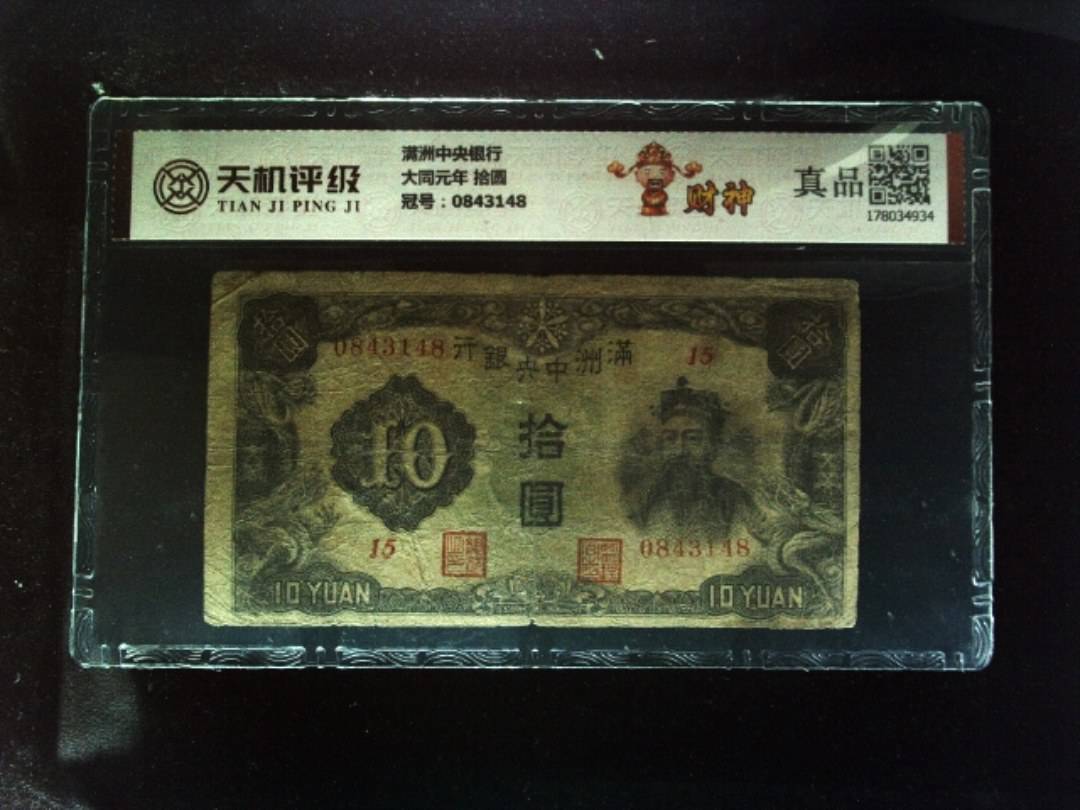 天机评级
TIAN JI PING JI
满洲中央银行
大同元年 拾圆
冠号：0843148
财神
真品
178034934
拾圓
拾圓
0843148
行銀央中洲滿
15
10
拾
圓
15
0843148
10 YUAN
10 YUAN